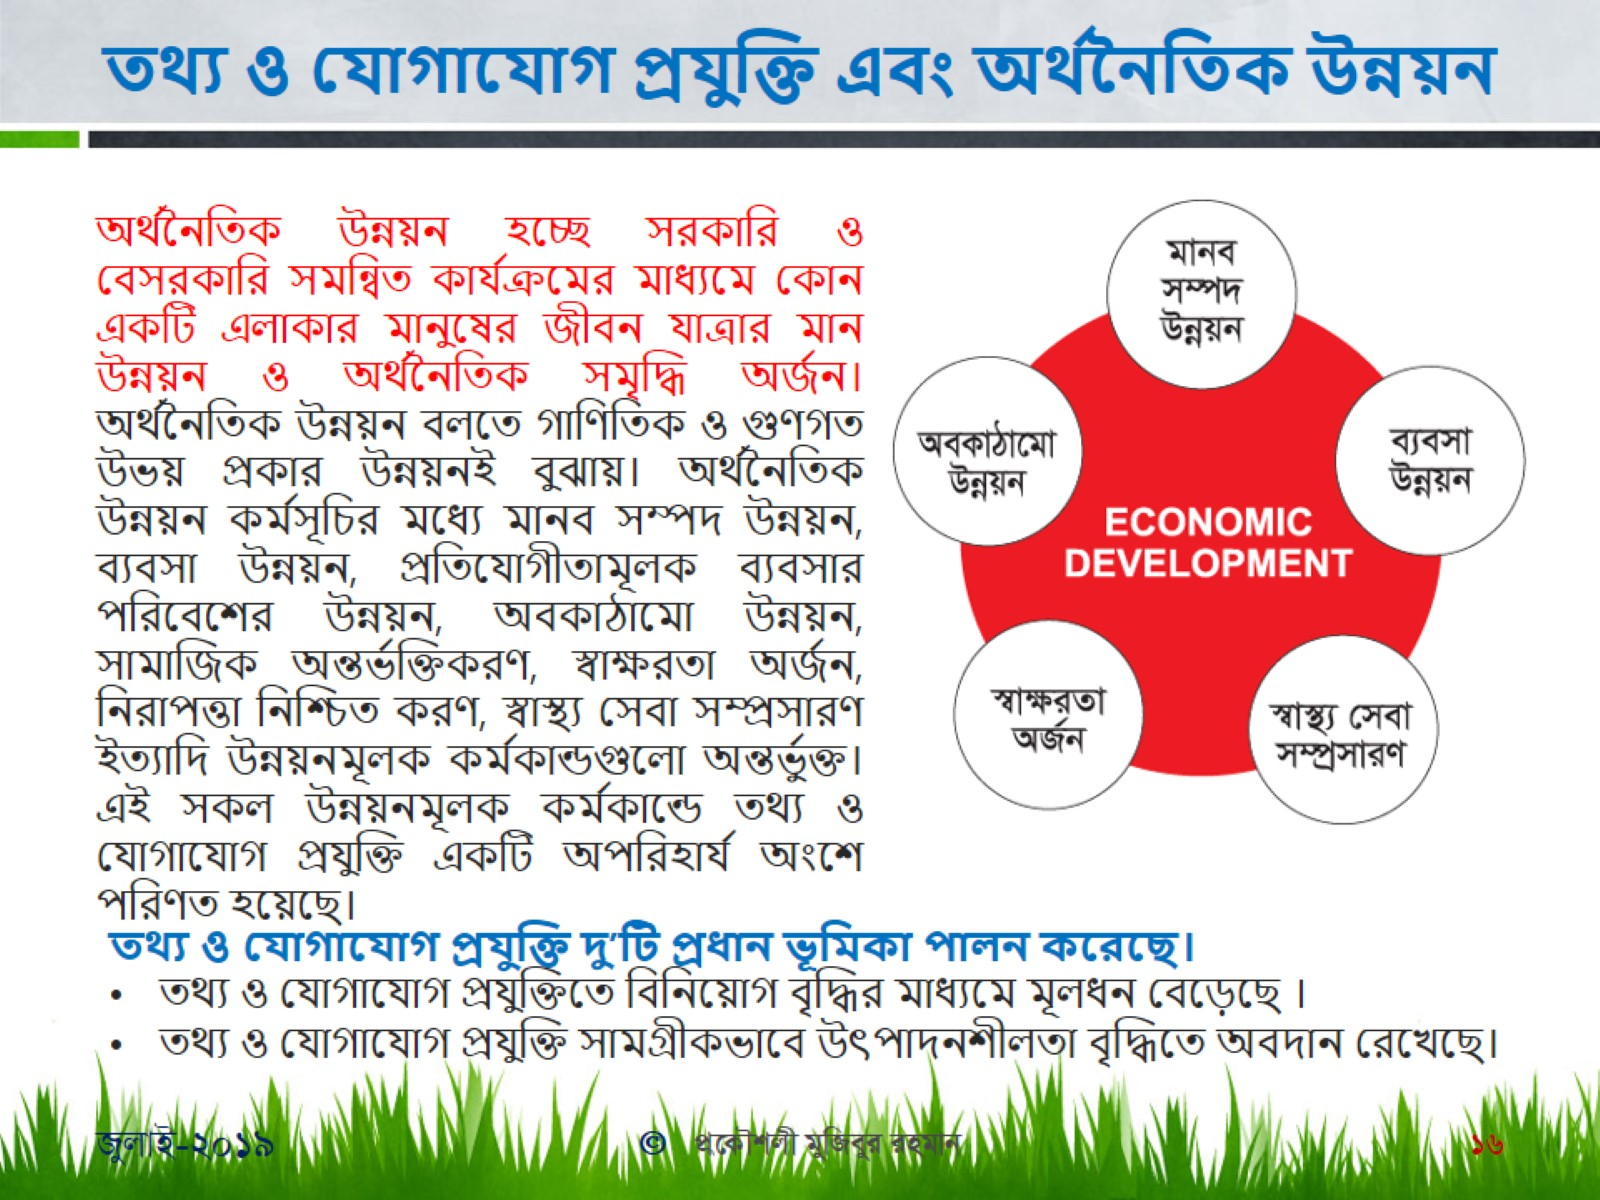 তথ্য ও যোগাযোগ প্রযুক্তি এবং অর্থনৈতিক উন্নয়ন
অর্থনৈতিক উন্নয়ন হচ্ছে সরকারি ও
বেসরকারি সমন্বিত কার্যক্রমের মাধ্যমে কোন
একটি এলাকার মানুষের জীবন যাত্রার মান
উন্নয়ন ও অর্থনৈতিক সমৃদ্ধি অর্জন।
অর্থনৈতিক উন্নয়ন বলতে গাণিতিক ও গুণগত
উভয় প্রকার উন্নয়নই বুঝায়। অর্থনৈতিক
উন্নয়ন কর্মসূচির মধ্যে মানব সম্পদ উন্নয়ন,
ব্যবসা উন্নয়ন, প্রতিযোগীতামূলক ব্যবসার
পরিবেশের উন্নয়ন, অবকাঠামো উন্নয়ন,
সামাজিক অন্তর্ভক্তিকরণ, স্বাক্ষরতা অর্জন,
নিরাপত্তা নিশ্চিত করণ, স্বাস্থ্য সেবা সম্প্রসারণ
ইত্যাদি উন্নয়নমূলক কর্মকান্ডগুলো অন্তর্ভুক্ত।
এই সকল উন্নয়নমূলক কর্মকান্ডে তথ্য ও
যোগাযোগ প্রযুক্তি একটি অপরিহার্য অংশে
পরিণত হয়েছে।
মানব
সম্পদ
উন্নয়ন
অবকাঠামো
উন্নয়ন
ব্যবসা
উন্নয়ন
ECONOMIC
DEVELOPMENT
স্বাক্ষরতা
অর্জন
স্বাস্থ্য সেবা
সম্প্রসারণ
তথ্য ও যোগাযোগ প্রযুক্তি দু’টি প্রধান ভূমিকা পালন করেছে।
• তথ্য ও যোগাযোগ প্রযুক্তিতে বিনিয়োগ বৃদ্ধির মাধ্যমে মূলধন বেড়েছে ।
• তথ্য ও যোগাযোগ প্রযুক্তি সামগ্রীকভাবে উৎপাদনশীলতা বৃদ্ধিতে অবদান রেখেছে।
জুলাই-২০১৯
© প্রকৌশলী মুজিবুর রহমান
১৬